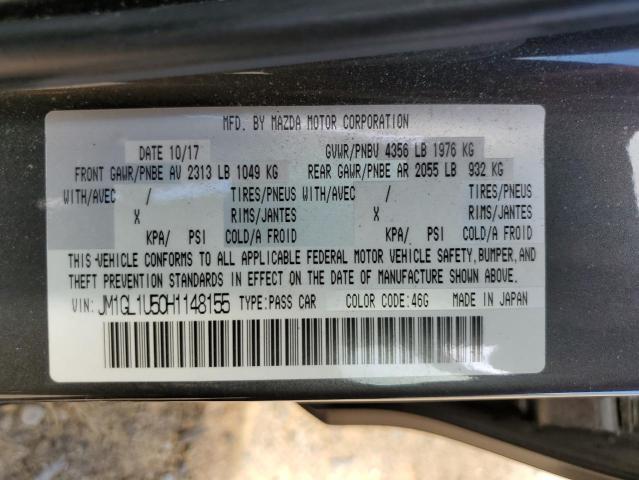 MFD. BY MAZDA MOTOR CORPORATION
DATE 10/17 GVWR/PNBV 4356 LB 1976 KG
FRONT GAWR/PNBE AV 2313 LB 1049 KG REAR GAWR/PNBE AR 2055 LB 932 KG
WITH/AVEC / TIRES/PNEUS WITH/AVEC / TIRES/PNEUS
X RIMS/JANTES X RIMS/JANTES
KPA/ PSI COLD/A FROID KPA/ PSI COLD/A FROID
THIS-VEHICLE CONFORMS TO ALL APPLICABLE FEDERAL MOTOR VEHICLE SAFETY, BUMPER, AND
THEFT PREVENTION STANDARDS IN EFFECT ON THE DATE OF MANUFACTURE SHOWN ABOVE.
VIN: JM1GL1U50H1148155 TYPE:PASS CAR COLOR CODE:46G MADE IN JAPAN